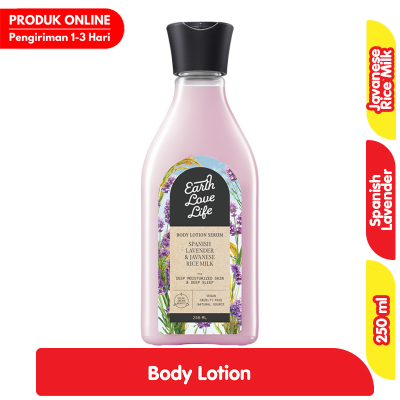 PRODUK ONLINE
Pengiriman 1-3 Hari
Earth
Love
Life
BODY LOTION SERUM
SPANISH
LAVENDER
& JAVANESE
RICE MILK
FOR
DEEP MOISTURIZED SKIN
& DEEP SLEEP
VEGAN
CRUELTY FREE
NATURAL SOURCE
250 ML
Javanese
Rice Milk
Spanish
Lavender
250 ml
Body Lotion